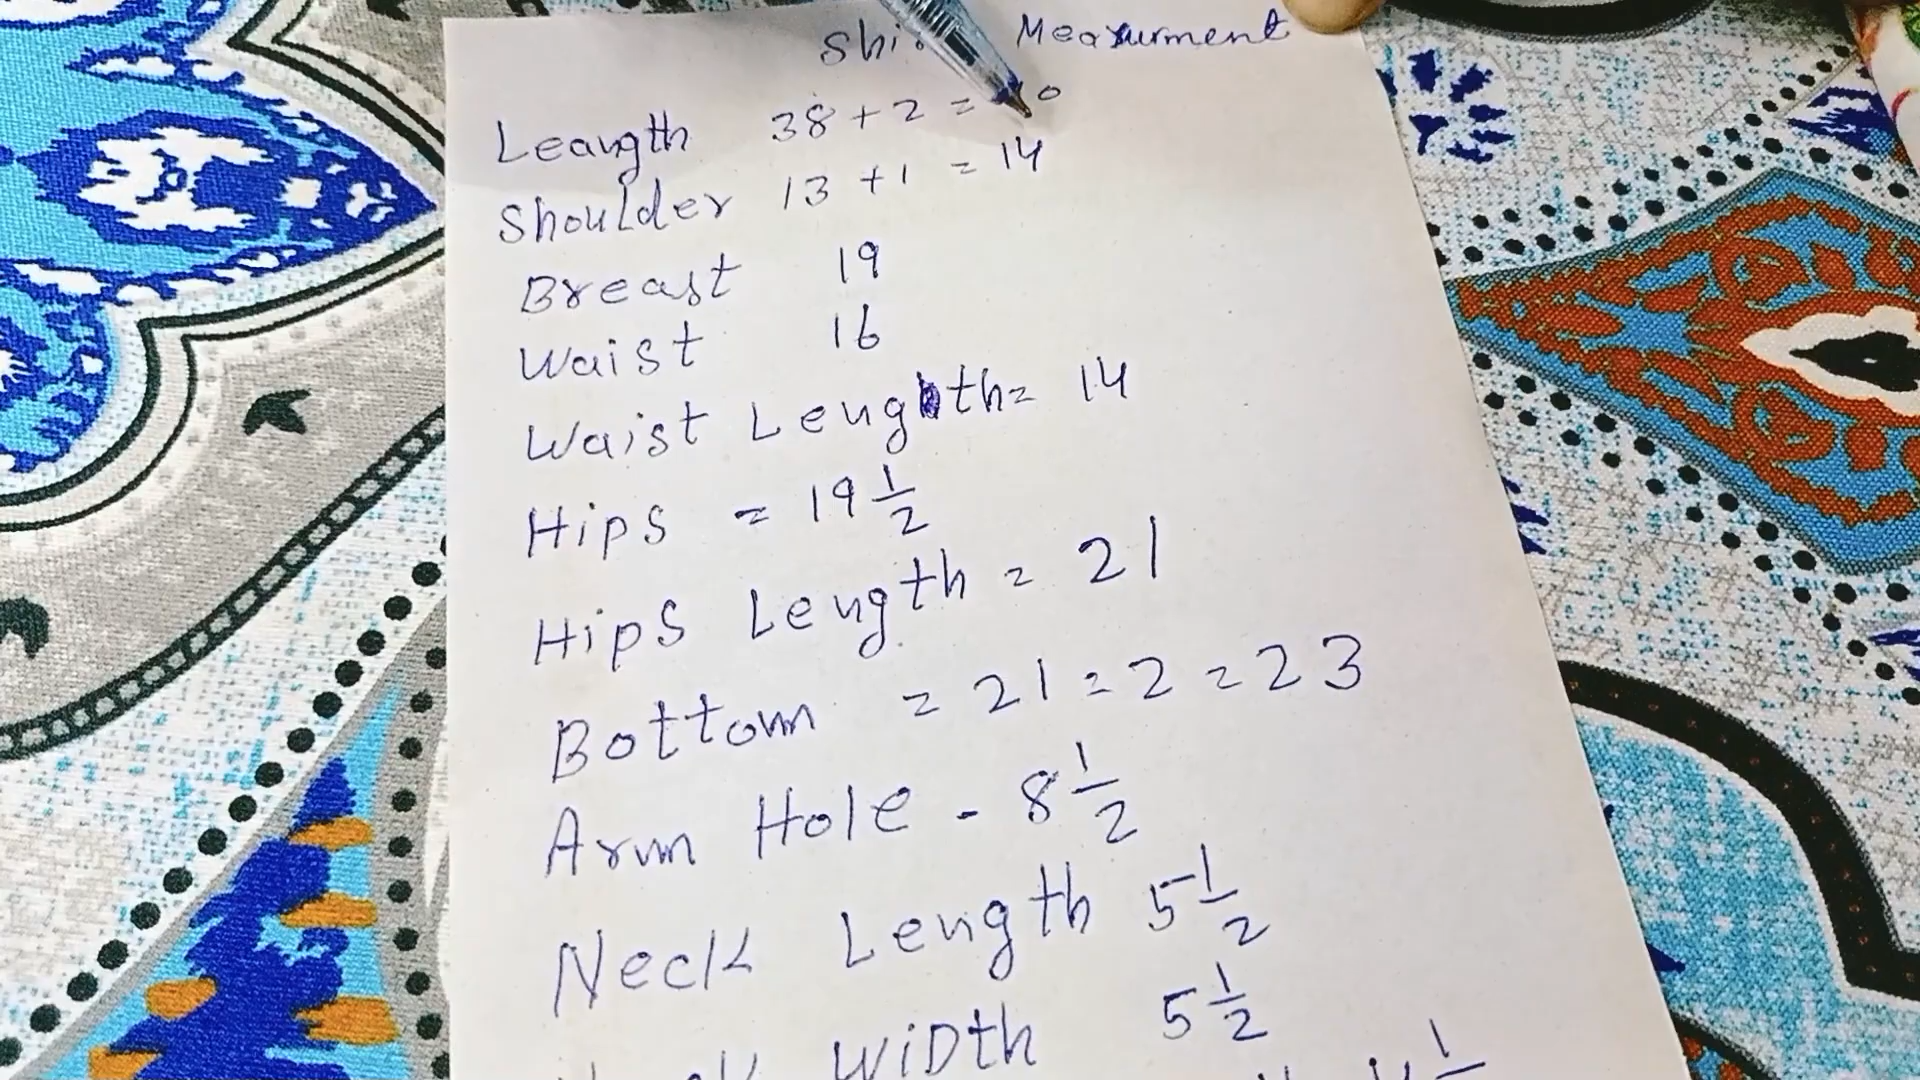 Measurment
Leangth 38 + 2 = 40
Shoulder 13 + 1 = 14
Breast 19
Waist 16
Waist Length = 14
Hips = 19 1/2
Hips Length = 21
Bottom = 21 = 2 = 23
Arm Hole - 8 1/2
Neck Length 5 1/2
WiDth 5 1/2